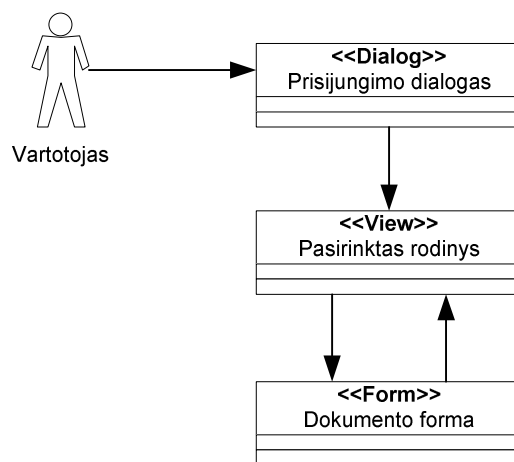 <<Dialog>>
Prisijungimo dialogas
Vartotojas
<<View>>
Pasirinktas rodinys
<<Form>>
Dokumento forma